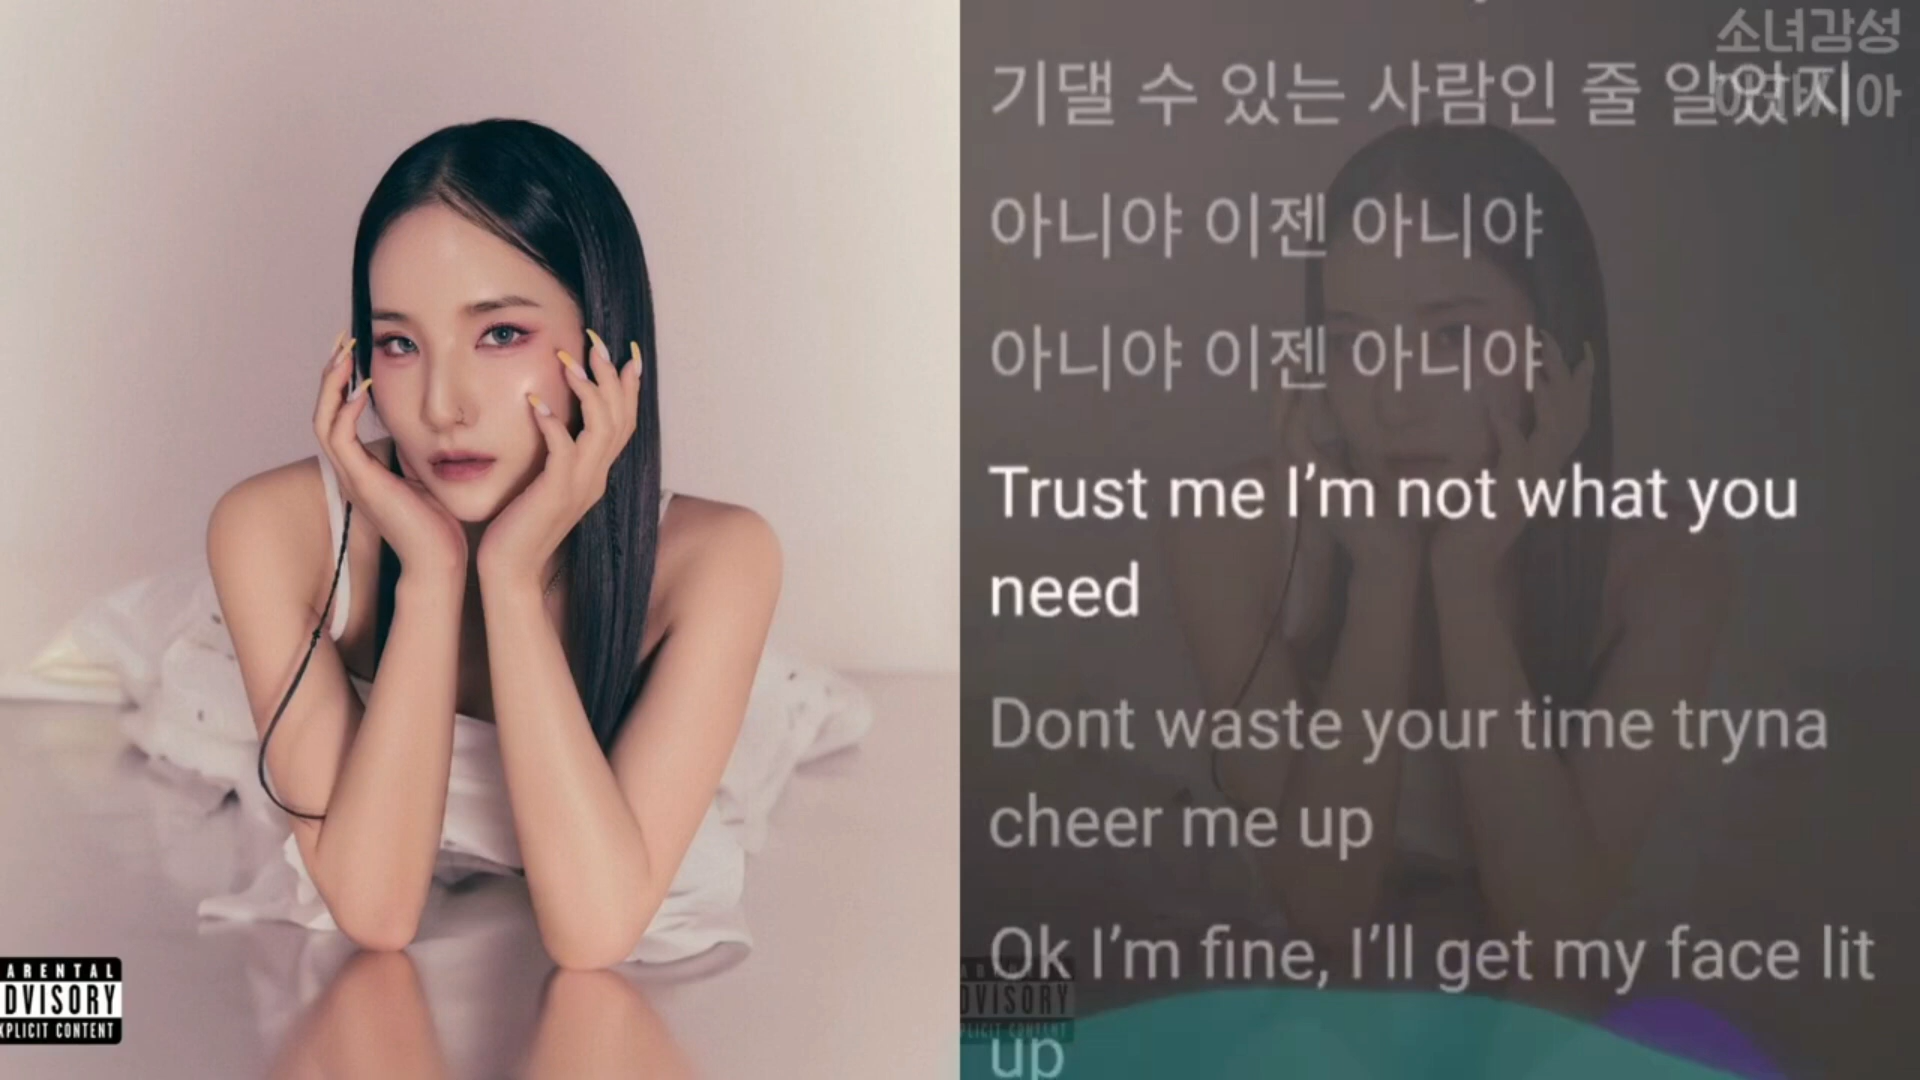 소녀감성
기댈 수 있는 사람인 줄 일았지
아니야 이젠 아니야
아니야 이젠 아니야
Trust me I’m not what you
need
Dont waste your time tryna
cheer me up
Ok I’m fine, I’ll get my face lit
up
ARENTAL
DVISORY
XPLICIT CONTENT